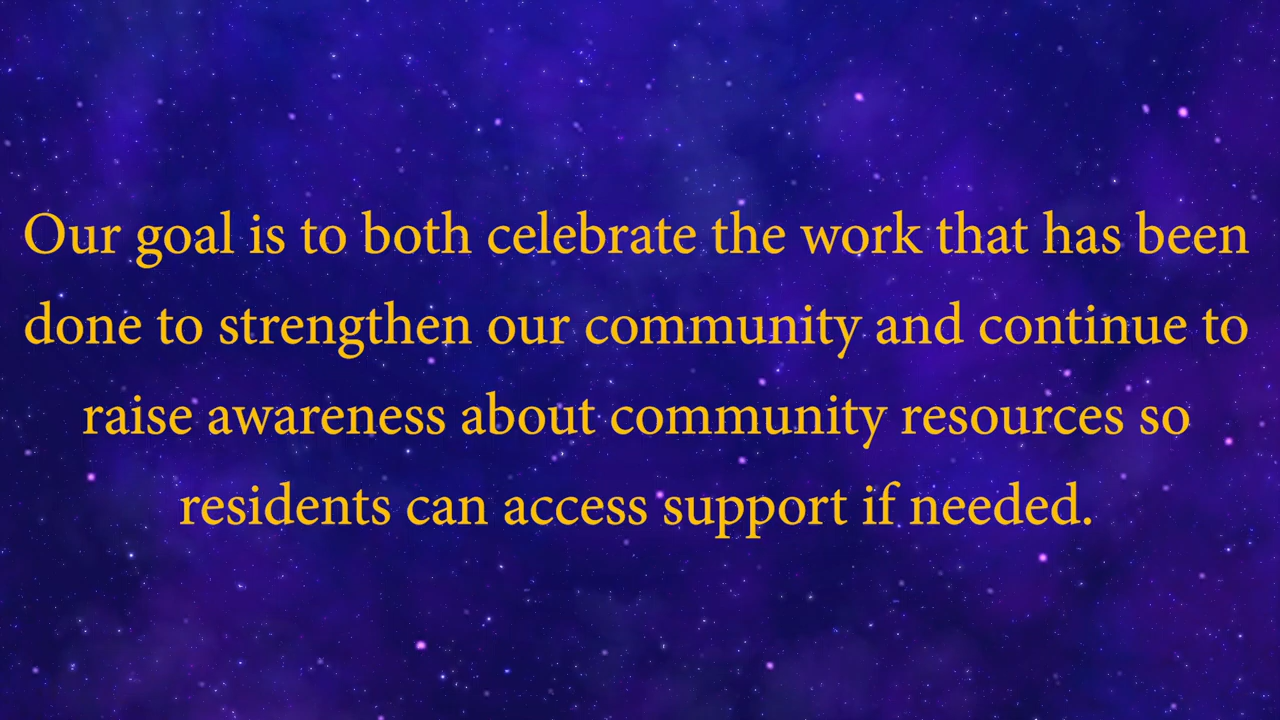 Our goal is to both celebrate the work that has been
done to strengthen our community and continue to
raise awareness about community resources so
residents can access support if needed.